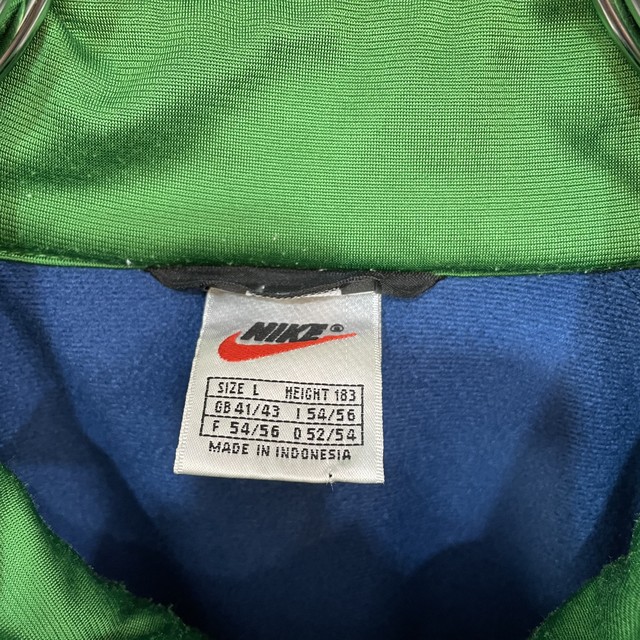 NIKE ®
SIZE L HEIGHT 183
GB 41/43 I 54/56
F 54/56 D 52/54
MADE IN INDONESIA